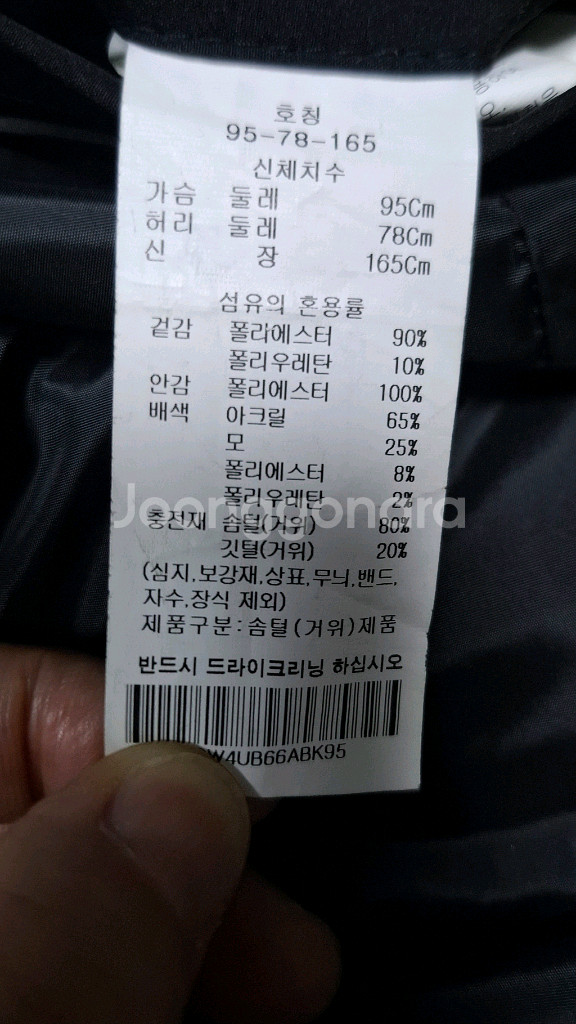 호칭
95-78-165
신체치수
가슴 둘레 95Cm
허리 둘레 78Cm
신 장 165Cm
섬유의 혼용률
겉감 폴리에스터 90%
폴리우레탄 10%
안감 폴리에스터 100%
배색 아크릴 65%
모 25%
폴리에스터 8%
폴리우레탄 2%
Joonggonara
충전재 솜털(거위) 80%
깃털(거위) 20%
(심지,보강재,상표,무늬,밴드,
자수,장식 제외)
제품구분:솜털(거위)제품
반드시 드라이크리닝 하십시오
W4UB66ABK95